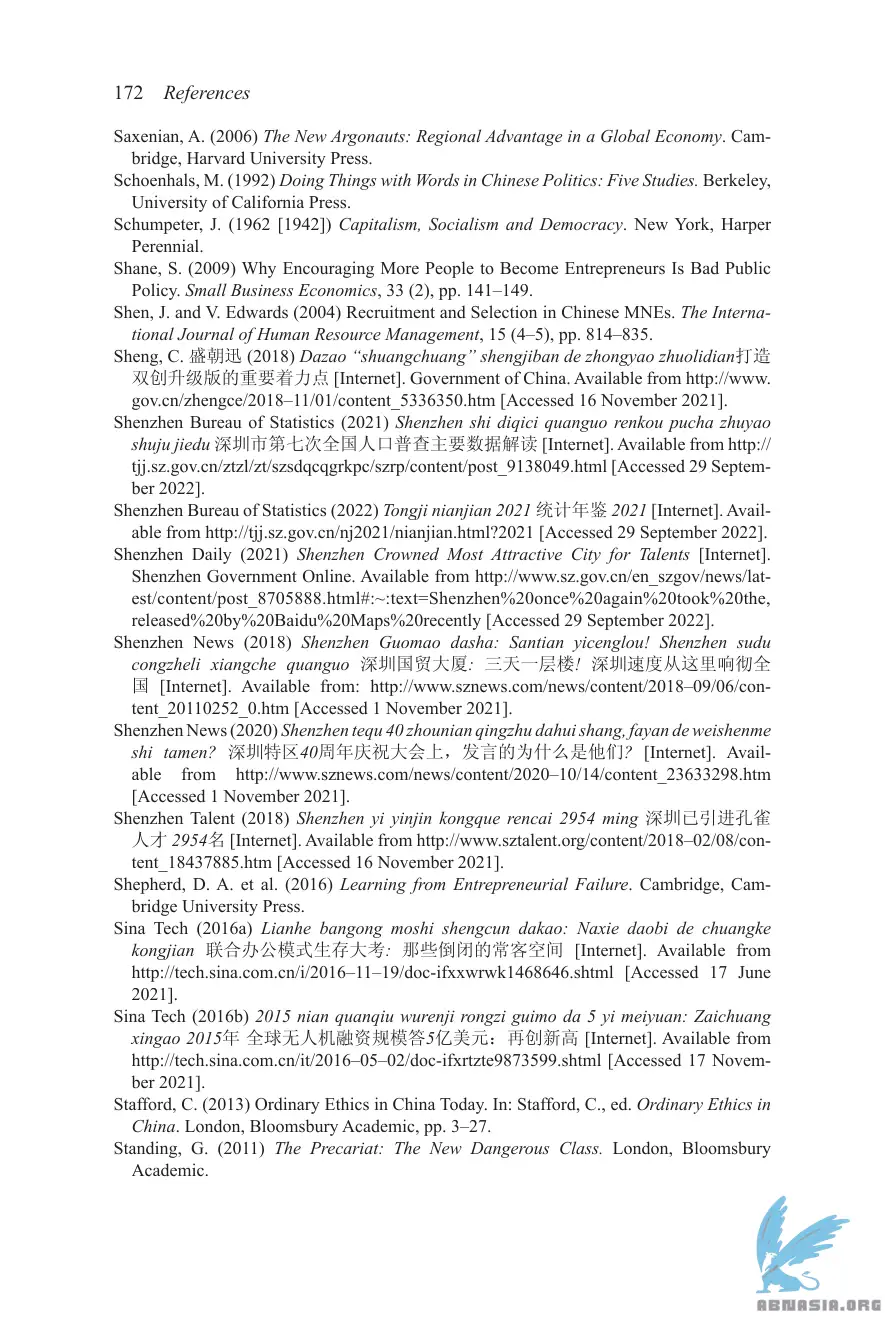 172 References
Saxenian, A. (2006) The New Argonauts: Regional Advantage in a Global Economy. Cam-
bridge, Harvard University Press.
Schoenhals, M. (1992) Doing Things with Words in Chinese Politics: Five Studies. Berkeley,
University of California Press.
Schumpeter, J. (1962 [1942]) Capitalism, Socialism and Democracy. New York, Harper
Perennial.
Shane, S. (2009) Why Encouraging More People to Become Entrepreneurs Is Bad Public
Policy. Small Business Economics, 33 (2), pp. 141–149.
Shen, J. and V. Edwards (2004) Recruitment and Selection in Chinese MNEs. The Interna-
tional Journal of Human Resource Management, 15 (4–5), pp. 814–835.
Sheng, C. 盛朝迅 (2018) Dazao “shuangchuang” shengjiban de zhongyao zhuolidian打造
双创升级版的重要着力点 [Internet]. Government of China. Available from http://www.
gov.cn/zhengce/2018–11/01/content_5336350.htm [Accessed 16 November 2021].
Shenzhen Bureau of Statistics (2021) Shenzhen shi diqici quanguo renkou pucha zhuyao
shuju jiedu 深圳市第七次全国人口普查主要数据解读 [Internet]. Available from http://
tjj.sz.gov.cn/ztzl/zt/szsdqcqgrkpc/szrp/content/post_9138049.html [Accessed 29 Septem-
ber 2022].
Shenzhen Bureau of Statistics (2022) Tongji nianjian 2021 统计年鉴 2021 [Internet]. Avail-
able from http://tjj.sz.gov.cn/nj2021/nianjian.html?2021 [Accessed 29 September 2022].
Shenzhen Daily (2021) Shenzhen Crowned Most Attractive City for Talents [Internet].
Shenzhen Government Online. Available from http://www.sz.gov.cn/en_szgov/news/lat-
est/content/post_8705888.html#:~:text=Shenzhen%20once%20again%20took%20the,
released%20by%20Baidu%20Maps%20recently [Accessed 29 September 2022].
Shenzhen News (2018) Shenzhen Guomao dasha: Santian yicenglou! Shenzhen sudu
congzheli xiangche quanguo 深圳国贸大厦: 三天一层楼! 深圳速度从这里响彻全
国 [Internet]. Available from: http://www.sznews.com/news/content/2018–09/06/con-
tent_20110252_0.htm [Accessed 1 November 2021].
Shenzhen News (2020) Shenzhen tequ 40 zhounian qingzhu dahui shang, fayan de weishenme
shi tamen? 深圳特区40周年庆祝大会上，发言的为什么是他们? [Internet]. Avail-
able from http://www.sznews.com/news/content/2020–10/14/content_23633298.htm
[Accessed 1 November 2021].
Shenzhen Talent (2018) Shenzhen yi yinjin kongque rencai 2954 ming 深圳已引进孔雀
人才 2954名 [Internet]. Available from http://www.sztalent.org/content/2018–02/08/con-
tent_18437885.htm [Accessed 16 November 2021].
Shepherd, D. A. et al. (2016) Learning from Entrepreneurial Failure. Cambridge, Cam-
bridge University Press.
Sina Tech (2016a) Lianhe bangong moshi shengcun dakao: Naxie daobi de chuangke
kongjian 联合办公模式生存大考: 那些倒闭的常客空间 [Internet]. Available from
http://tech.sina.com.cn/i/2016–11–19/doc-ifxxwrwk1468646.shtml [Accessed 17 June
2021].
Sina Tech (2016b) 2015 nian quanqiu wurenji rongzi guimo da 5 yi meiyuan: Zaichuang
xingao 2015年 全球无人机融资规模答5亿美元：再创新高 [Internet]. Available from
http://tech.sina.com.cn/it/2016–05–02/doc-ifxrtzte9873599.shtml [Accessed 17 Novem-
ber 2021].
Stafford, C. (2013) Ordinary Ethics in China Today. In: Stafford, C., ed. Ordinary Ethics in
China. London, Bloomsbury Academic, pp. 3–27.
Standing, G. (2011) The Precariat: The New Dangerous Class. London, Bloomsbury
Academic.
ABNASIA.ORG